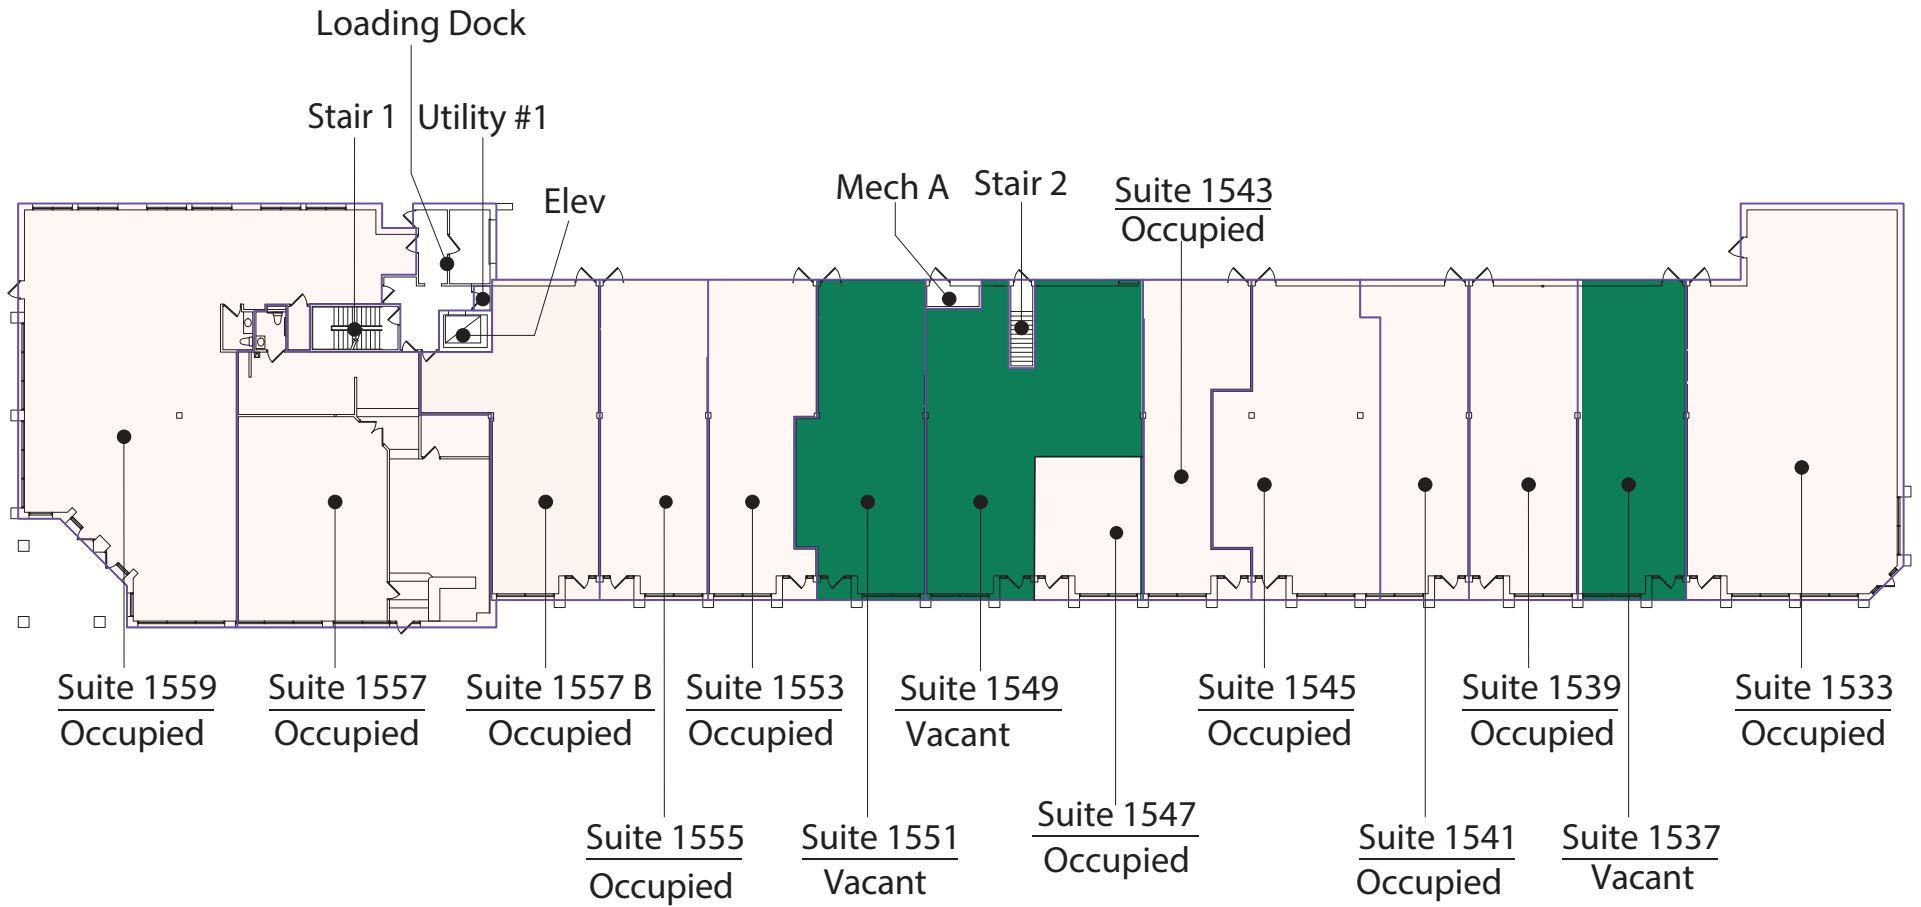 Loading Dock
Stair 1
Utility #1
Elev
Mech A
Stair 2
Suite 1543
Occupied
Suite 1559
Occupied
Suite 1557
Occupied
Suite 1557 B
Occupied
Suite 1553
Occupied
Suite 1549
Vacant
Suite 1545
Occupied
Suite 1539
Occupied
Suite 1533
Occupied
Suite 1555
Occupied
Suite 1551
Vacant
Suite 1547
Occupied
Suite 1541
Occupied
Suite 1537
Vacant